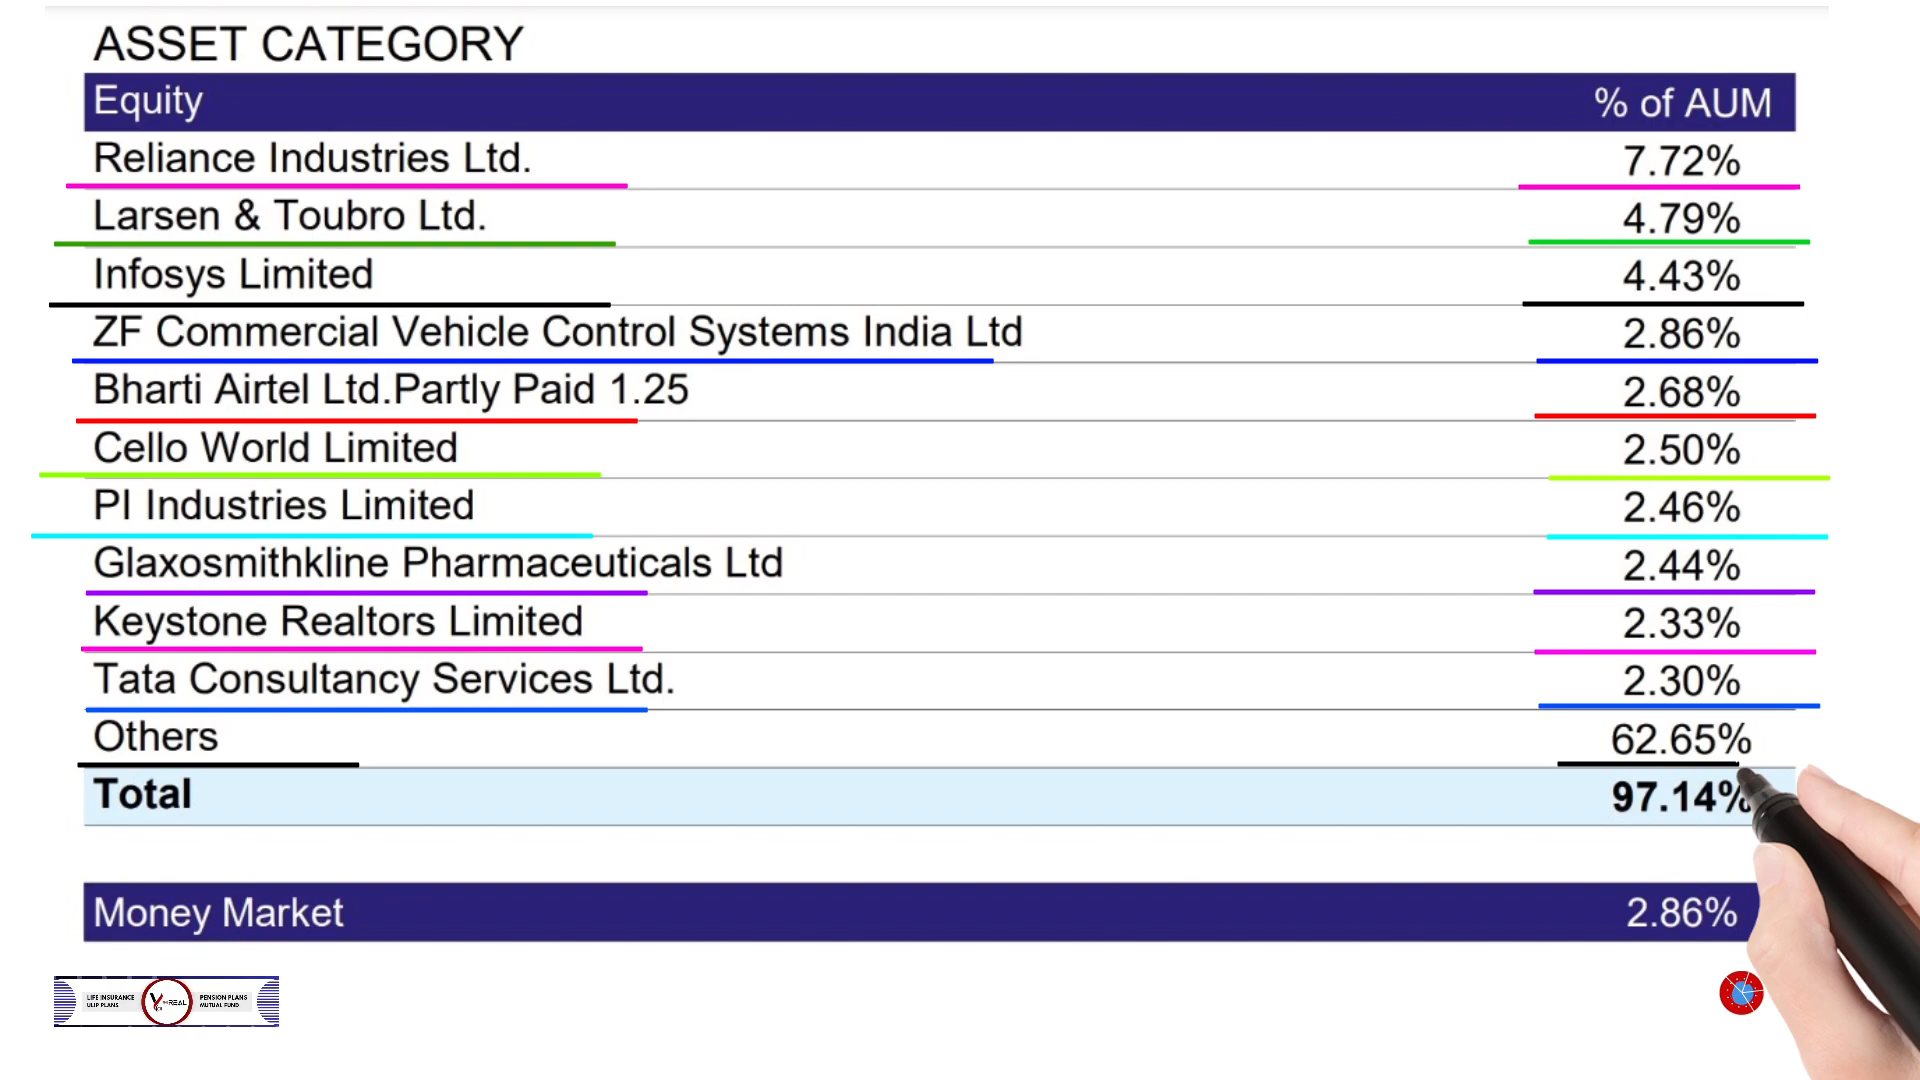 ASSET CATEGORY
Equity % of AUM
Reliance Industries Ltd. 7.72%
Larsen & Toubro Ltd. 4.79%
Infosys Limited 4.43%
ZF Commercial Vehicle Control Systems India Ltd 2.86%
Bharti Airtel Ltd.Partly Paid 1.25 2.68%
Cello World Limited 2.50%
PI Industries Limited 2.46%
Glaxosmithkline Pharmaceuticals Ltd 2.44%
Keystone Realtors Limited 2.33%
Tata Consultancy Services Ltd. 2.30%
Others 62.65%
Total 97.14%
Money Market 2.86%
LIFE INSURANCE PENSION PLANS
ULIP PLANS MUTUAL FUND